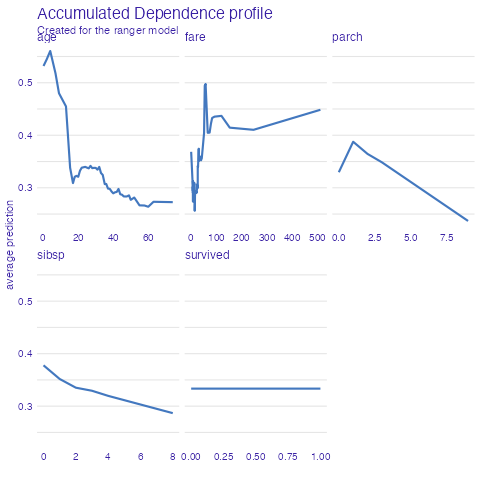 Accumulated Dependence profile
Created for the ranger model
age fare parch
0.5
0.4
0.3
0 20 40 60 0 100 200 300 400 500 0.0 2.5 5.0 7.5
average prediction
sibsp survived
0.5
0.4
0.3
0 2 4 6 8 0.00 0.25 0.50 0.75 1.00